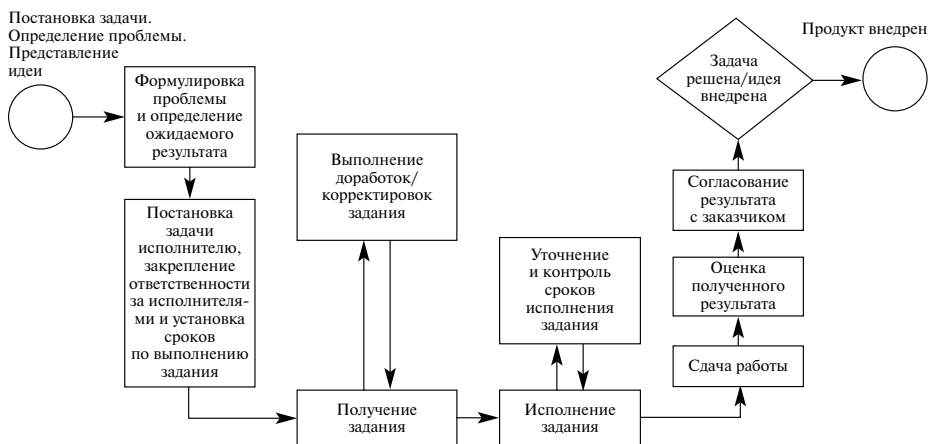 Постановка задачи.
Определение проблемы.
Представление
идеи
Формулировка
проблемы
и определение
ожидаемого
результата
Постановка
задачи
исполнителю,
закрепление
ответственности
за исполнителя-
ми и установка
сроков
по выполнению
задания
Выполнение
доработок/
корректировок
задания
Получение
задания
Уточнение
и контроль
сроков
исполнения
задания
Исполнение
задания
Сдача работы
Оценка
полученного
результата
Согласование
результата
с заказчиком
Задача
решена/идея
внедрена
Продукт внедрен